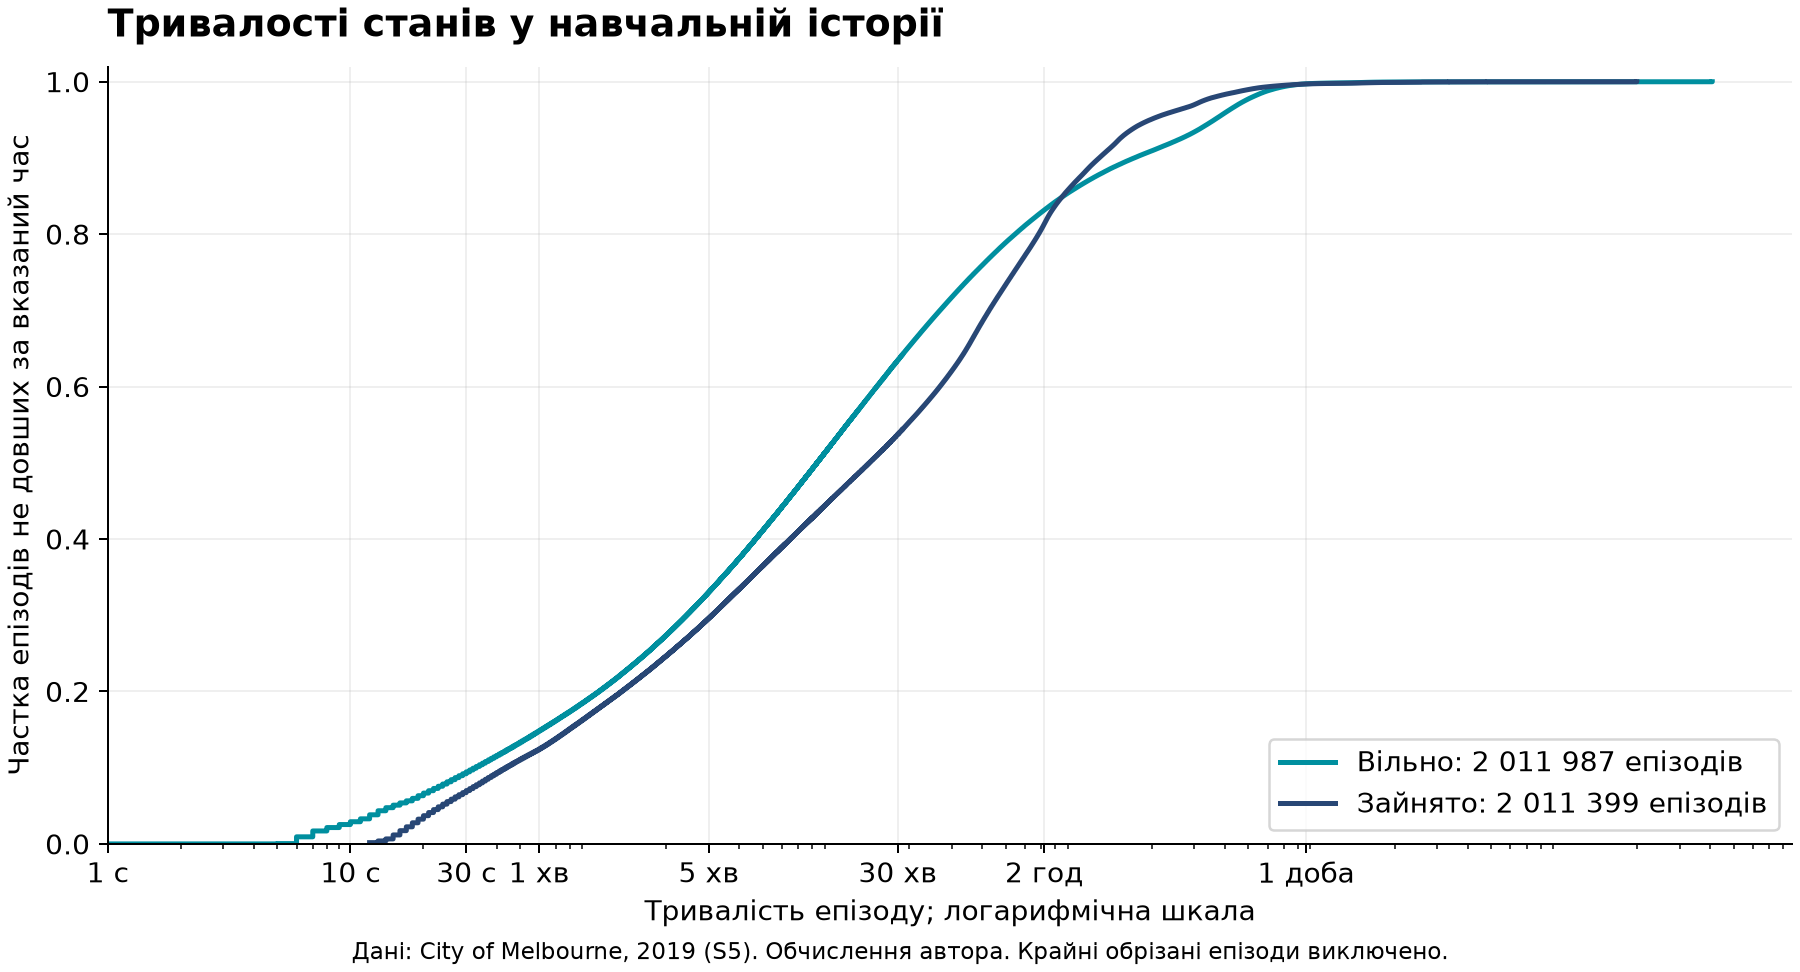 Тривалості станів у навчальній історії
Частка епізодів не довших за вказаний час
1.0
0.8
0.6
0.4
0.2
0.0
Вільно: 2 011 987 епізодів
Зайнято: 2 011 399 епізодів
1 с 10 с 30 с 1 хв 5 хв 30 хв 2 год 1 доба
Тривалість епізоду; логарифмічна шкала
Дані: City of Melbourne, 2019 (S5). Обчислення автора. Крайні обрізані епізоди виключено.